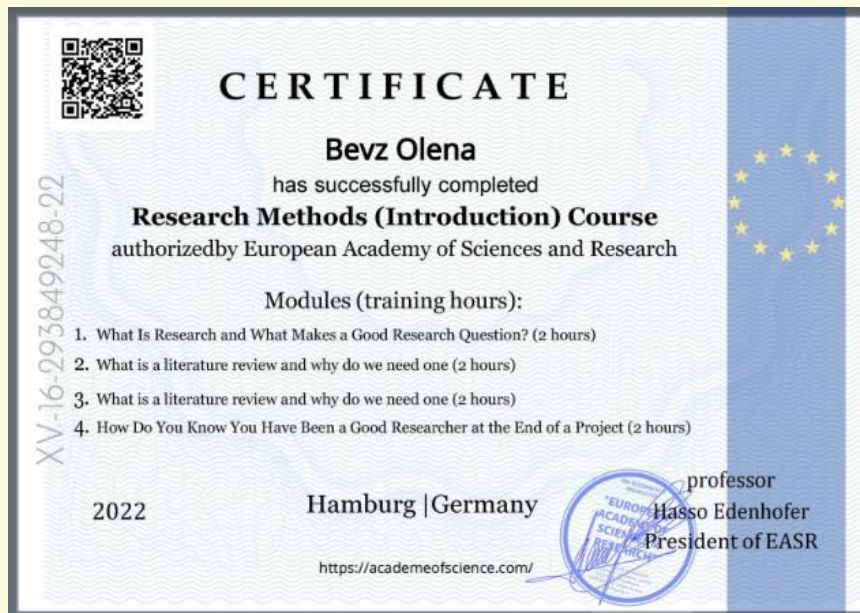 CERTIFICATE
Bevz Olena
has successfully completed
Research Methods (Introduction) Course
authorizedby European Academy of Sciences and Research
Modules (training hours):
1. What Is Research and What Makes a Good Research Question? (2 hours)
2. What is a literature review and why do we need one (2 hours)
3. What is a literature review and why do we need one (2 hours)
4. How Do You Know You Have Been a Good Researcher at the End of a Project (2 hours)
XV-16-293849248-22
2022
Hamburg |Germany
professor
Hasso Edenhofer
President of EASR
"EUROPEAN
ACADEMY OF
https://academeofscience.com/